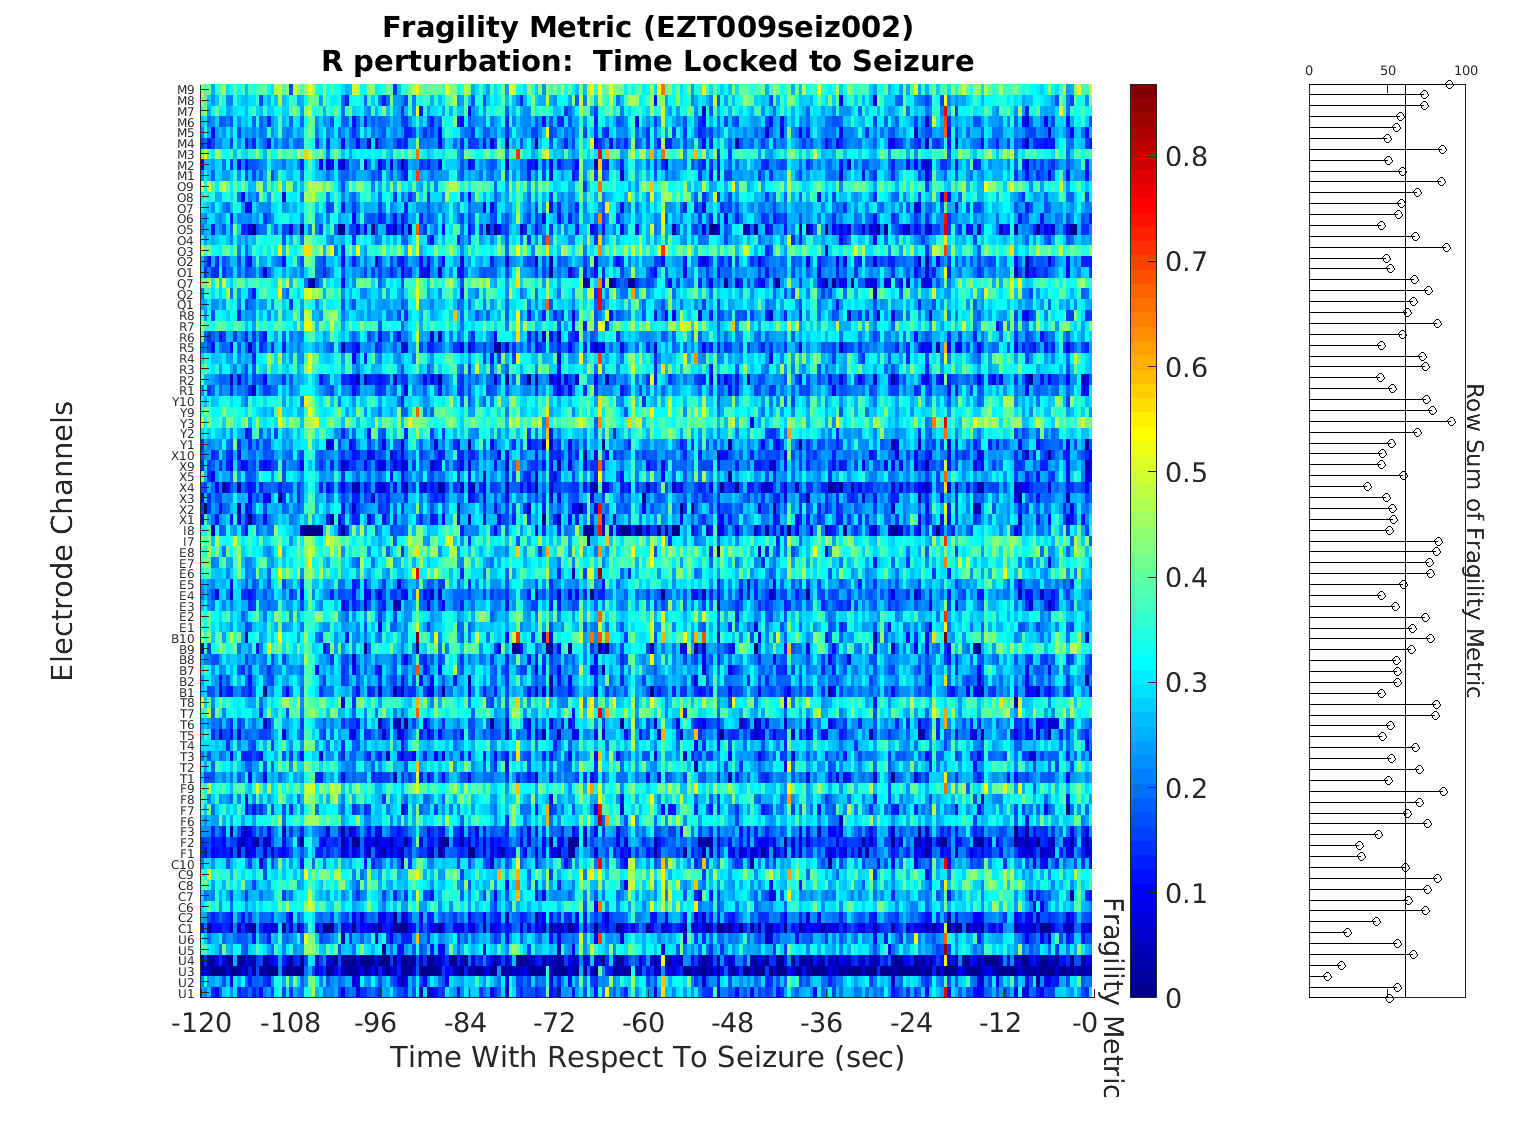 Fragility Metric (EZT009seiz002)
R perturbation:  Time Locked to Seizure
Electrode Channels
M9
M8
M7
M6
M5
M4
M3
M2
M1
O9
O8
O7
O6
O5
O4
O3
O2
O1
Q7
Q2
Q1
R8
R7
R6
R5
R4
R3
R2
R1
Y10
Y9
Y3
Y2
Y1
X10
X9
X5
X4
X3
X2
X1
I8
I7
E8
E7
E6
E5
E4
E3
E2
E1
B10
B9
B8
B7
B2
B1
T8
T7
T6
T5
T4
T3
T2
T1
F9
F8
F7
F6
F3
F2
F1
C10
C9
C8
C7
C6
C2
C1
U6
U5
U4
U3
U2
U1
-120 -108 -96 -84 -72 -60 -48 -36 -24 -12 -0
Time With Respect To Seizure (sec)
0.8
0.7
0.6
0.5
0.4
0.3
0.2
0.1
0
Fragility Metric
0 50 100
Row Sum of Fragility Metric